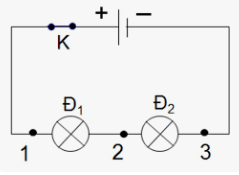 + −
K
Đ₁ Đ₂
1 2 3